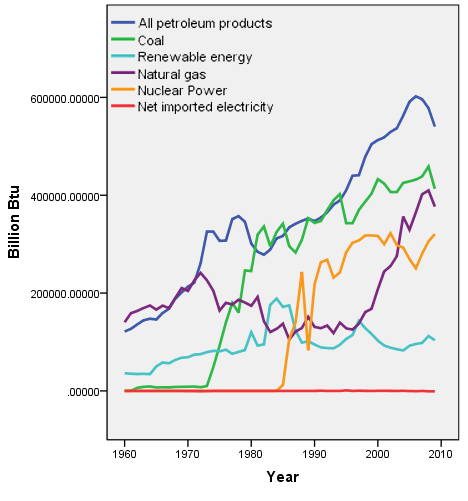 All petroleum products
Coal
Renewable energy
Natural gas
Nuclear Power
Net imported electricity
600000.00000
400000.00000
200000.00000
.00000
Billion Btu
1960 1970 1980 1990 2000 2010
Year